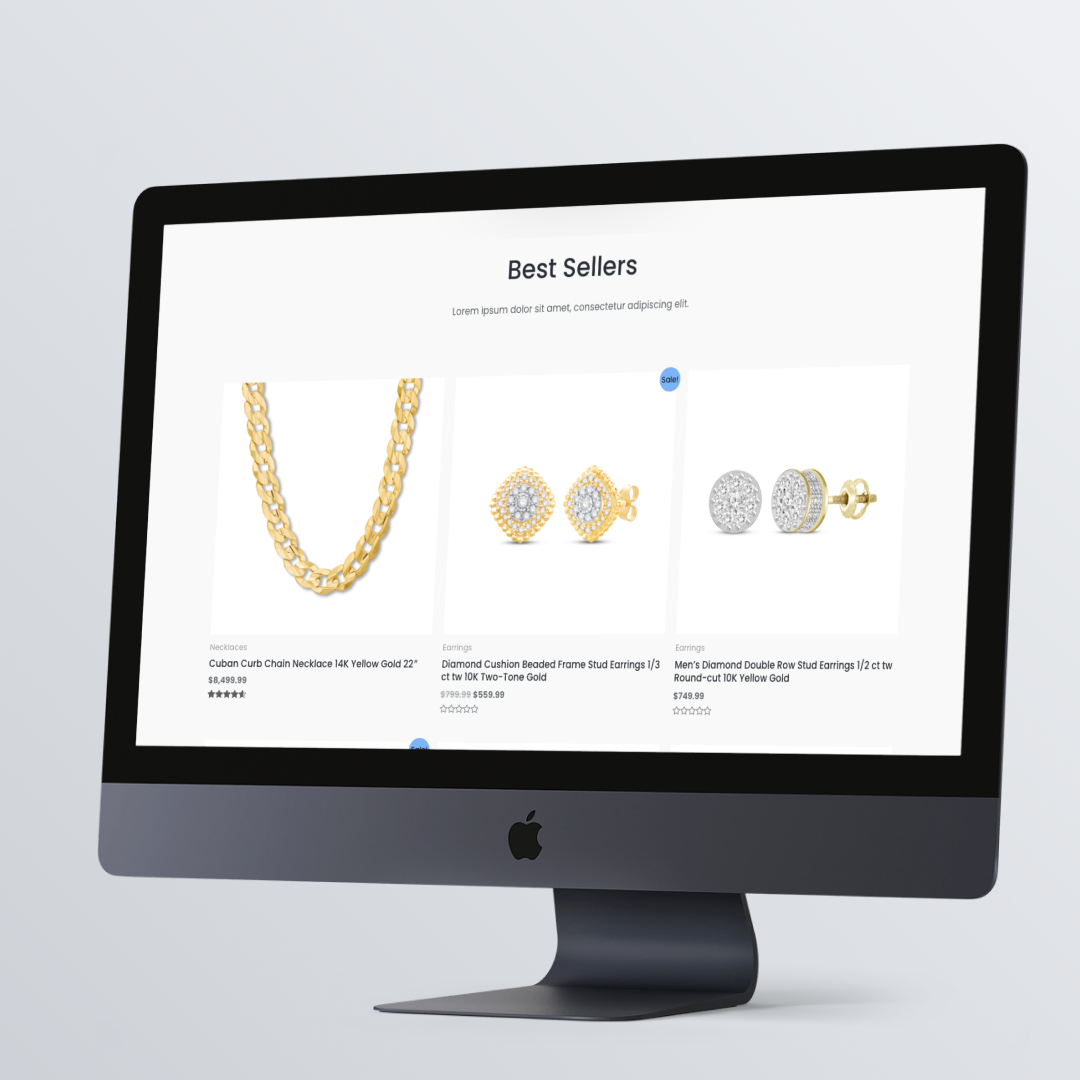 Best Sellers
Lorem ipsum dolor sit amet, consectetur adipiscing elit.
Sale!
Necklaces
Cuban Curb Chain Necklace 14K Yellow Gold 22″
$8,499.99
Earrings
Diamond Cushion Beaded Frame Stud Earrings 1/3
ct tw 10K Two-Tone Gold
$799.99 $559.99
Earrings
Men’s Diamond Double Row Stud Earrings 1/2 ct tw
Round-cut 10K Yellow Gold
$749.99
Sale!